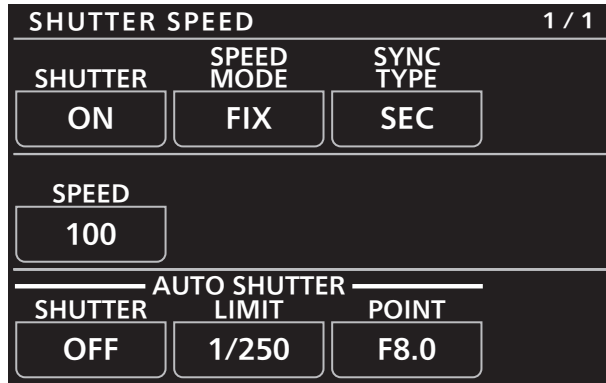 SHUTTER SPEED 1/1
SHUTTER SPEED MODE SYNC TYPE
ON FIX SEC
SPEED
100
AUTO SHUTTER
SHUTTER LIMIT POINT
OFF 1/250 F8.0